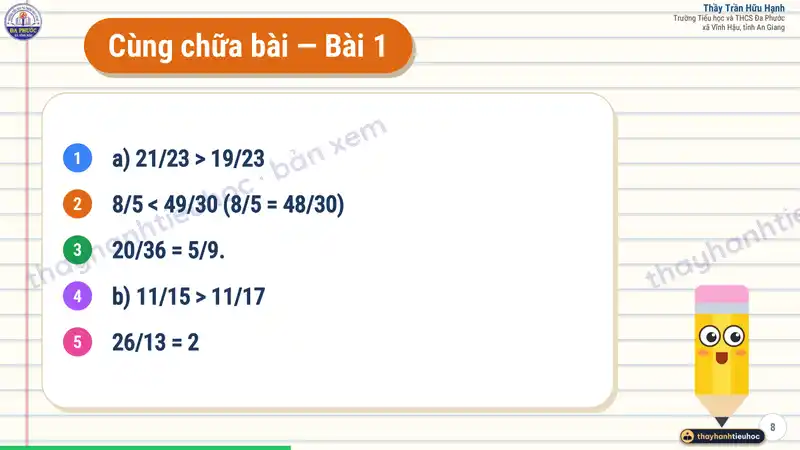 Thầy Trần Hữu Hạnh
Trường Tiểu học và THCS Đa Phước
xã Vĩnh Hậu, tỉnh An Giang
ĐA PHƯỚC
Cùng chữa bài — Bài 1
1 a) 21/23 > 19/23
2 8/5 < 49/30 (8/5 = 48/30)
3 20/36 = 5/9.
4 b) 11/15 > 11/17
5 26/13 = 2
thayhanhtieuhoc · bản xem
thayhanhtie
thayhanhtieuhoc
8